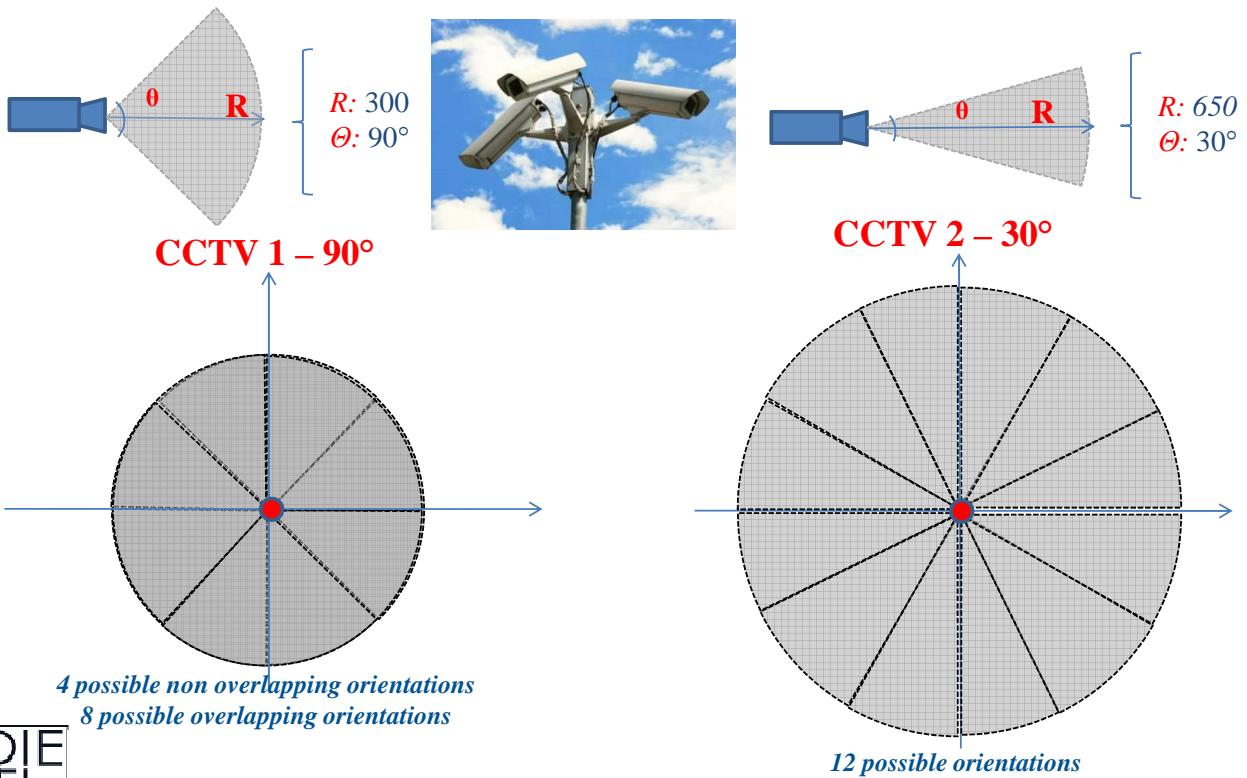 θ
R
R: 300
Θ: 90°
θ
R
R: 650
Θ: 30°
CCTV 1 – 90°
CCTV 2 – 30°
4 possible non overlapping orientations
8 possible overlapping orientations
12 possible orientations